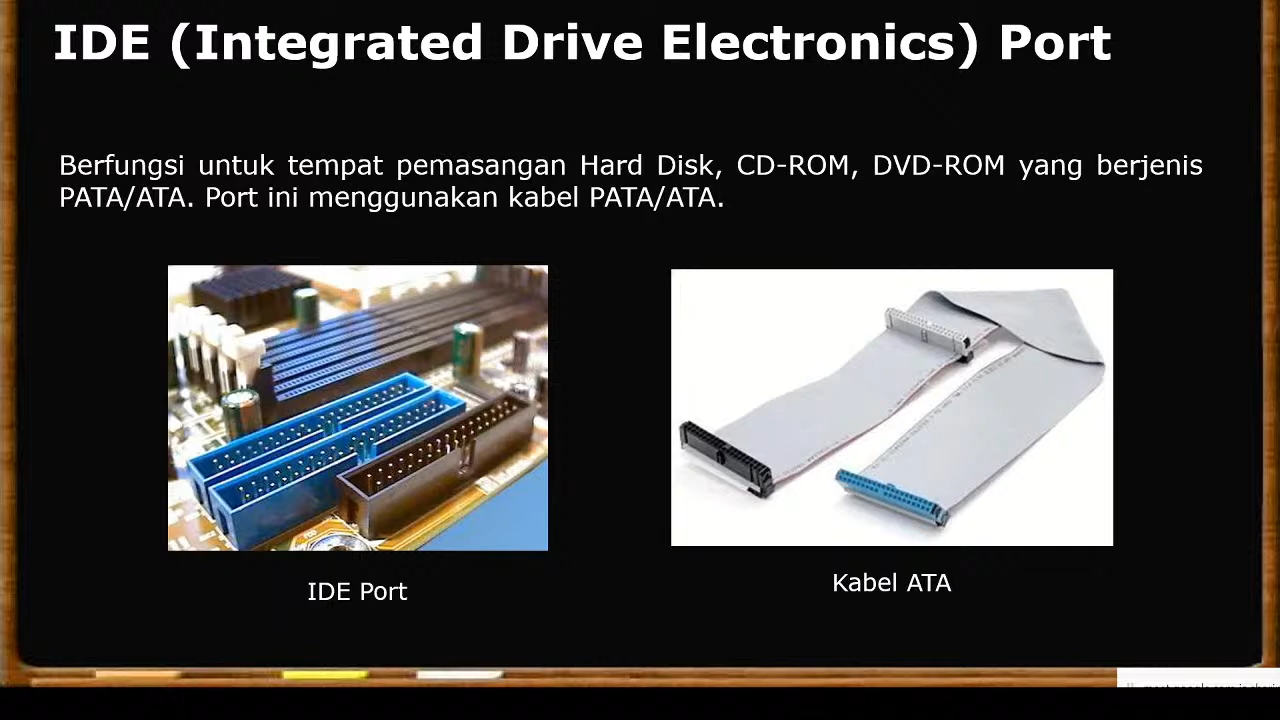 IDE (Integrated Drive Electronics) Port
Berfungsi untuk tempat pemasangan Hard Disk, CD-ROM, DVD-ROM yang berjenis
PATA/ATA. Port ini menggunakan kabel PATA/ATA.
IDE Port
Kabel ATA